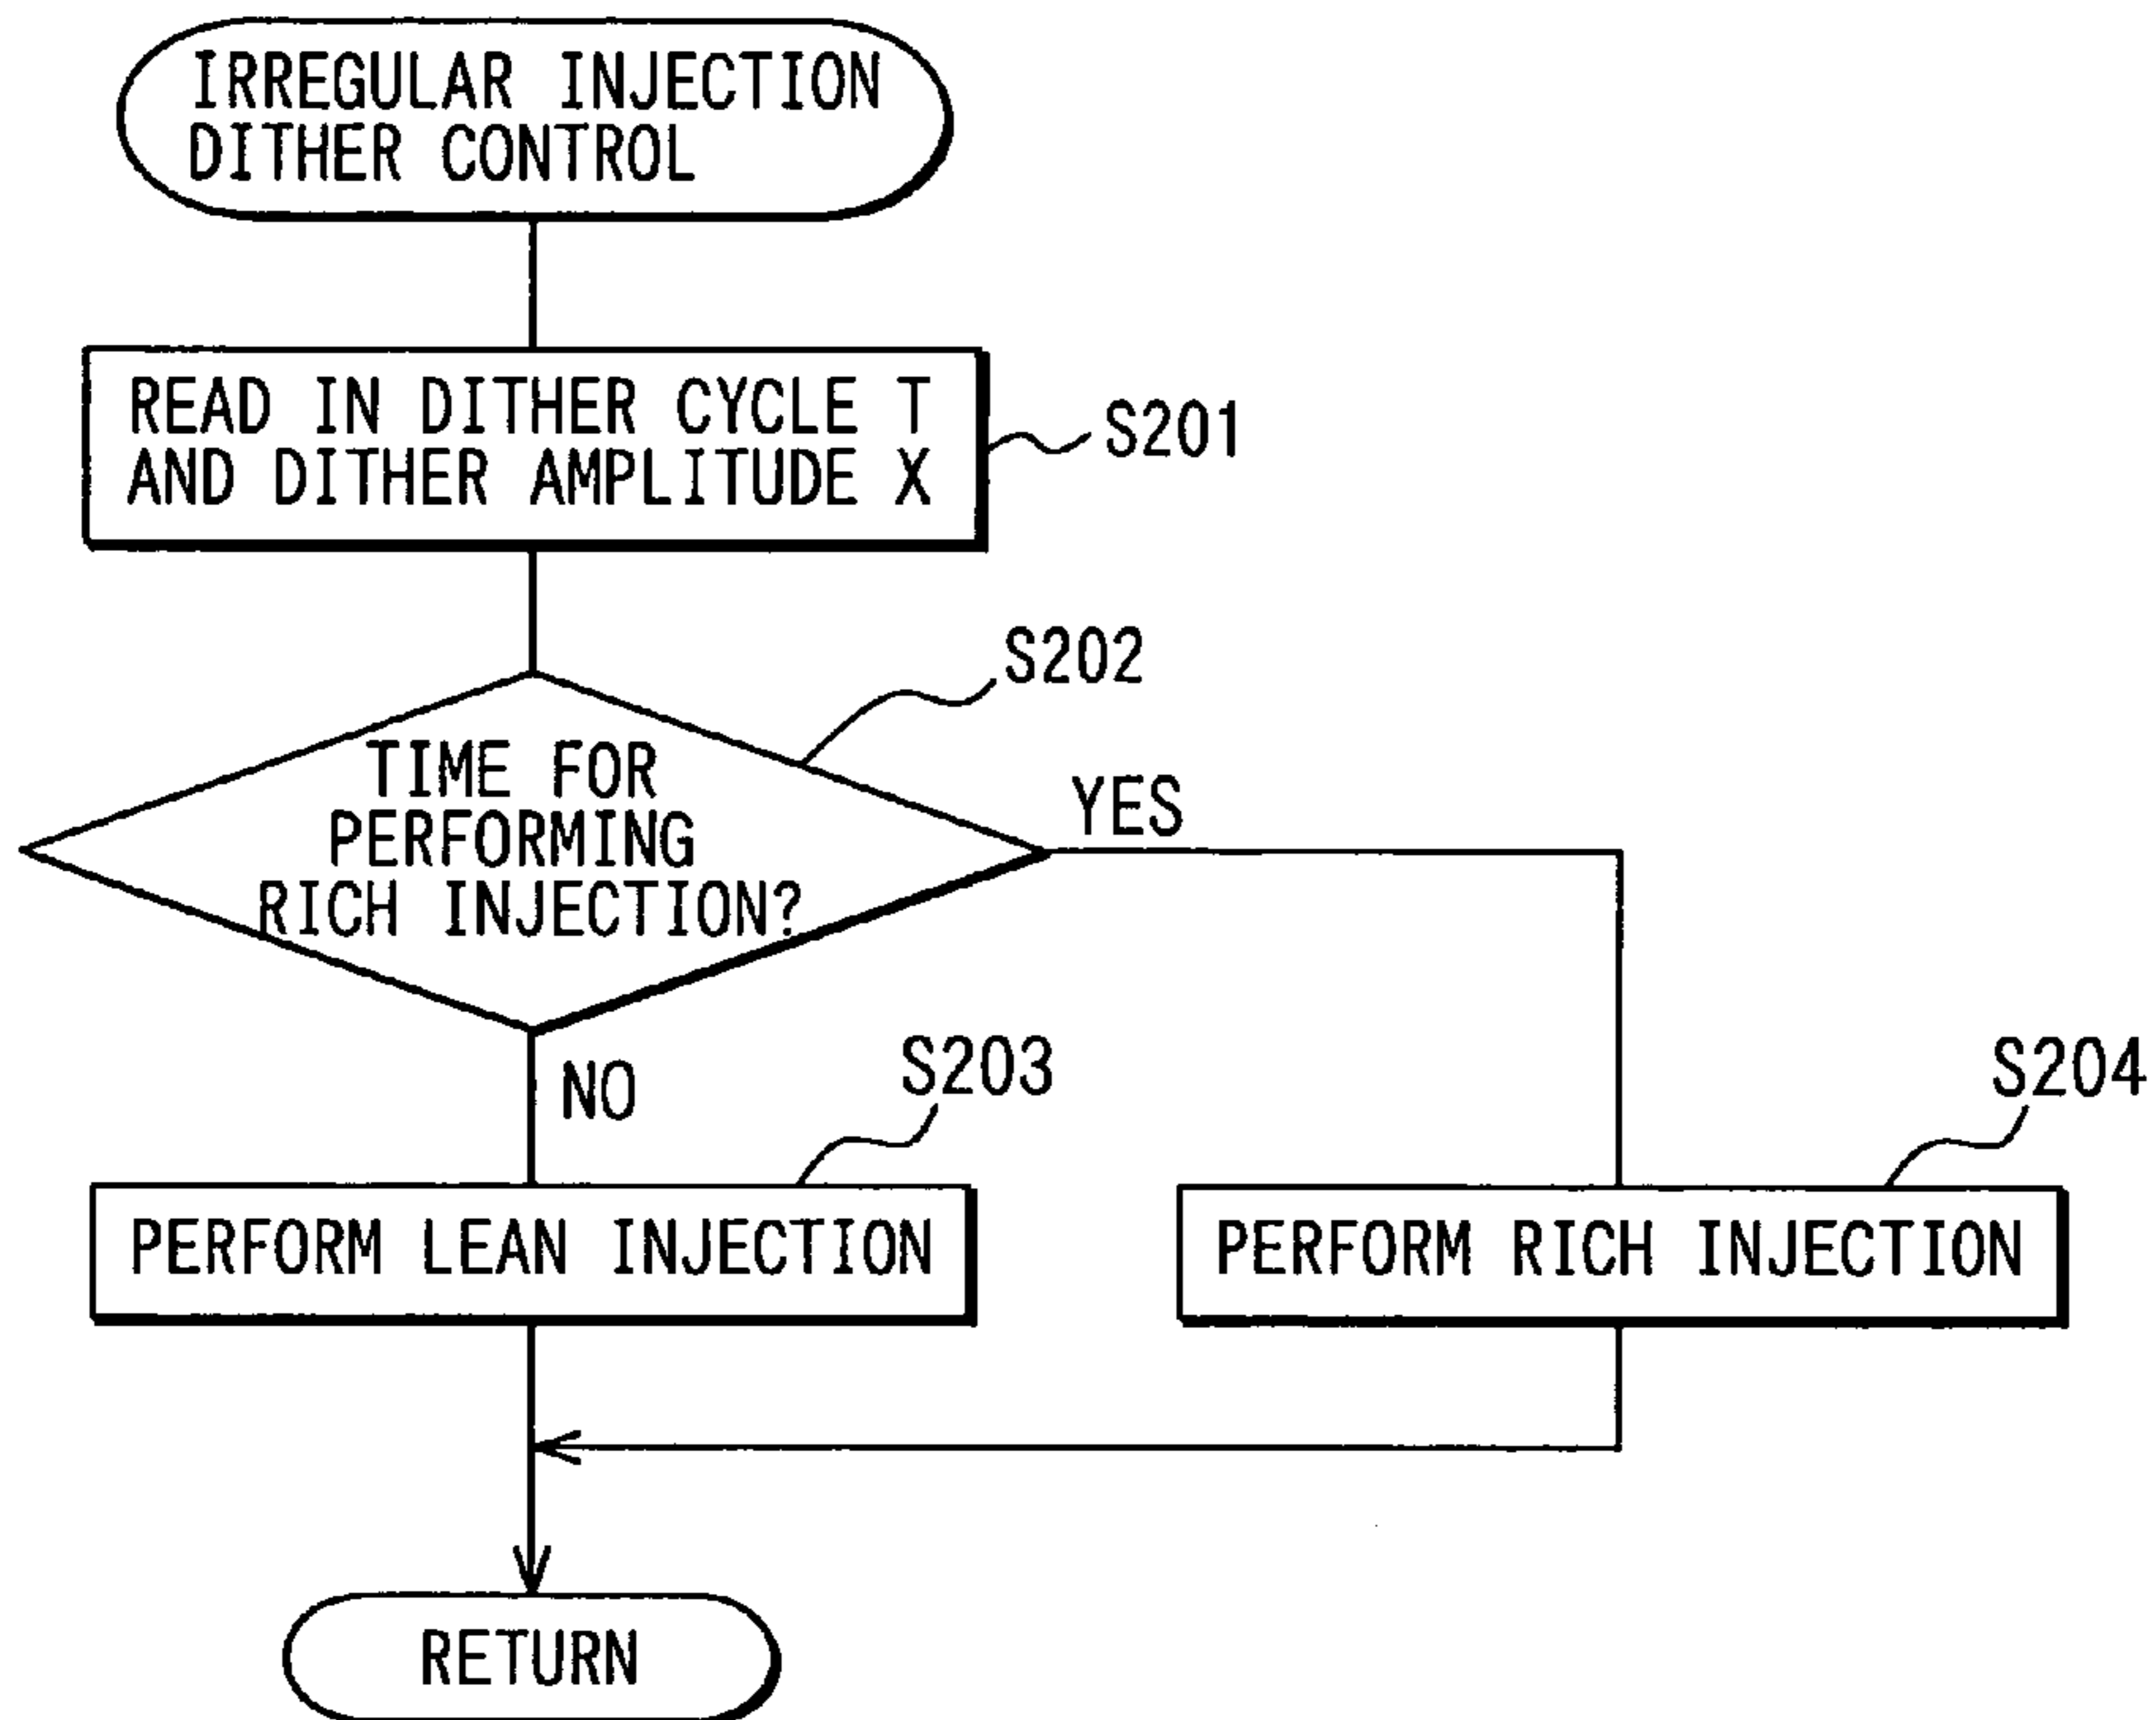 IRREGULAR INJECTION
DITHER CONTROL
READ IN DITHER CYCLE T
AND DITHER AMPLITUDE X
S201
S202
TIME FOR
PERFORMING
RICH INJECTION?
YES
NO
S203
S204
PERFORM LEAN INJECTION
PERFORM RICH INJECTION
RETURN